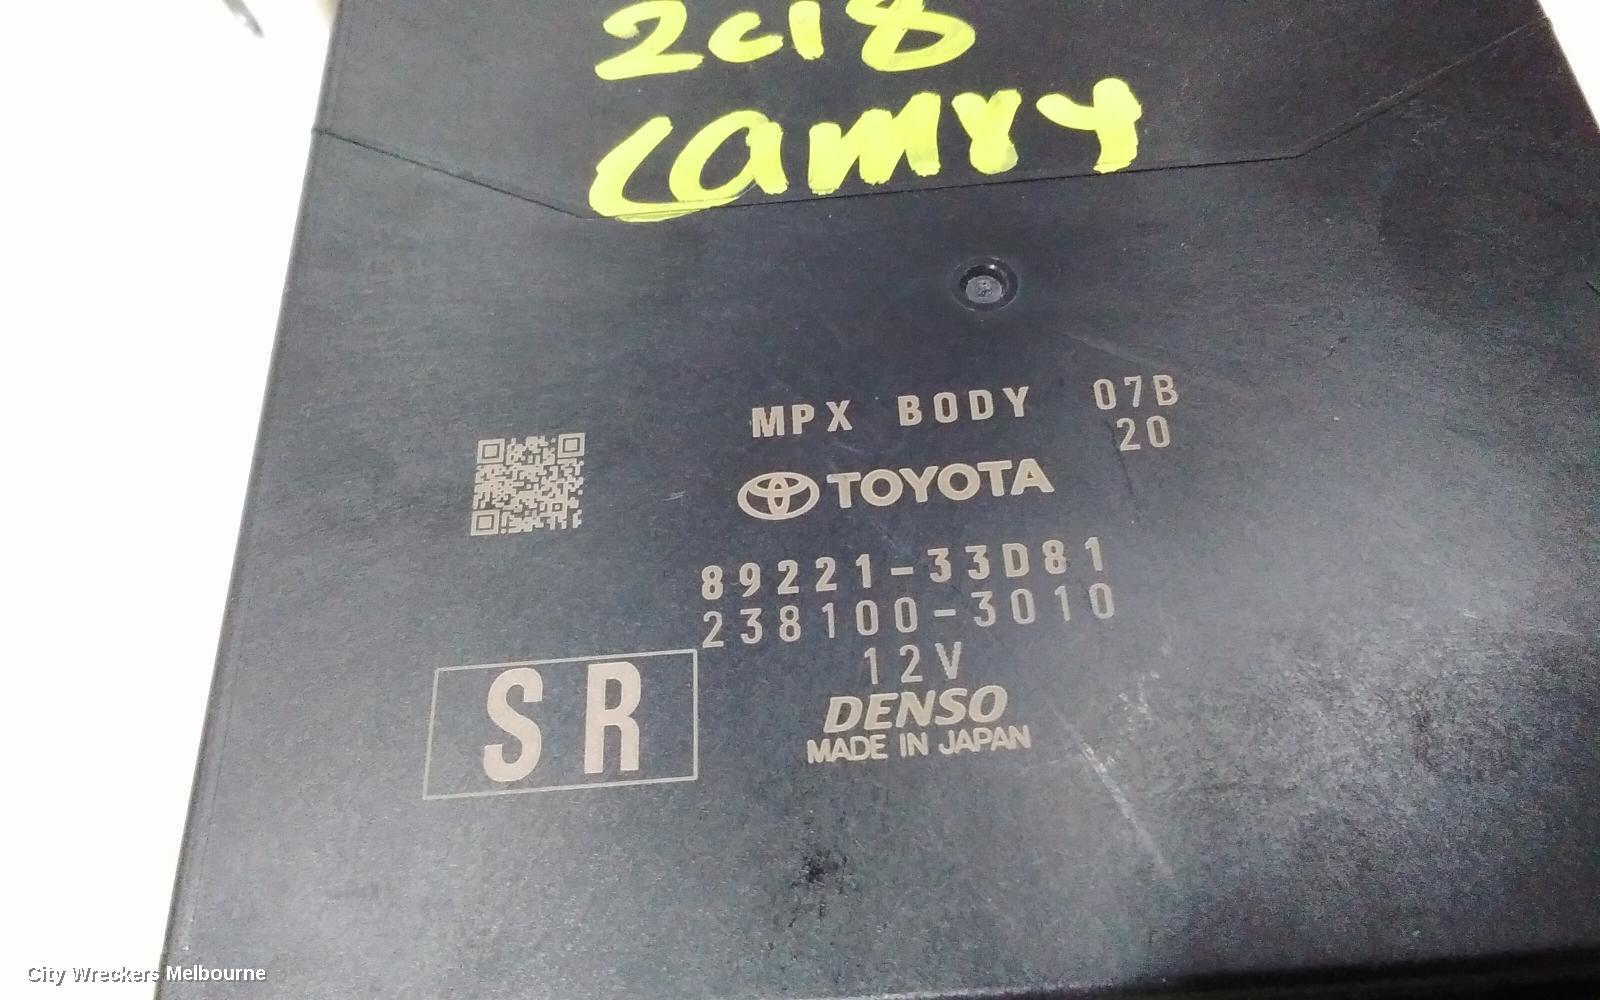 2018
Camry
MPX BODY 07B
20
TOYOTA
89221-33D81
238100-3010
12V
SR
DENSO
MADE IN JAPAN
City Wreckers Melbourne